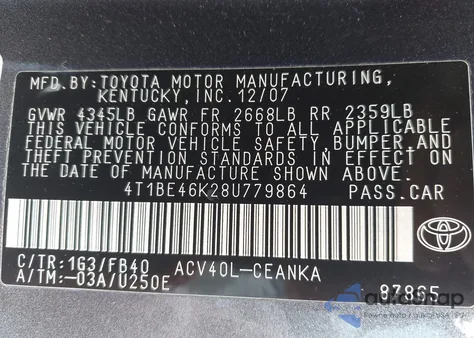 MFD.BY:TOYOTA MOTOR MANUFACTURING,
KENTUCKY, INC.12/07
GVWR 4345LB GAWR FR 2668LB RR 2359LB
THIS VEHICLE CONFORMS TO ALL APPLICABLE
FEDERAL MOTOR VEHICLE SAFETY, BUMPER, AND
THEFT PREVENTION STANDARDS IN EFFECT ON
THE DATE OF MANUFACTURE SHOWN ABOVE.
4T1BE46K28U779864 PASS.CAR
C/TR:1G3/FB40 ACV40L-CEANKA
A/TM:-03A/U250E 87865